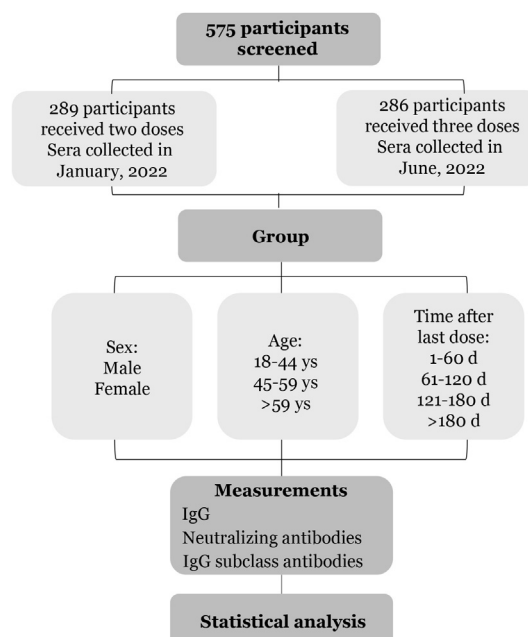 575 participants
screened
289 participants
received two doses
Sera collected in
January, 2022
286 participants
received three doses
Sera collected in
June, 2022
Group
Sex:
Male
Female
Age:
18-44 ys
45-59 ys
>59 ys
Time after
last dose:
1-60 d
61-120 d
121-180 d
>180 d
Measurements
IgG
Neutralizing antibodies
IgG subclass antibodies
Statistical analysis